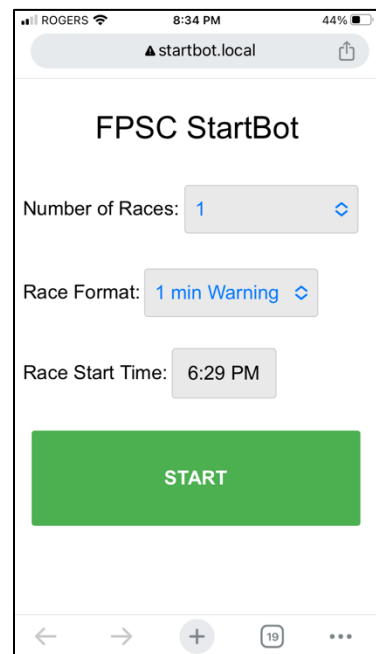 ROGERS 8:34 PM 44%
startbot.local
FPSC StartBot
Number of Races: 1
Race Format: 1 min Warning
Race Start Time: 6:29 PM
START
19